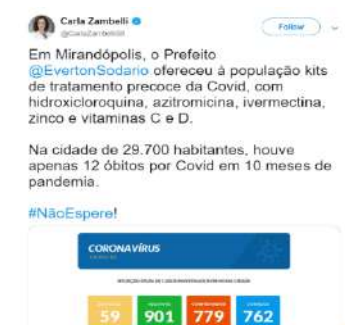 Carla Zambelli
@CarlaZambelli38
Follow
Em Mirandópolis, o Prefeito
@EvertonSodario ofereceu à população kits
de tratamento precoce da Covid, com
hidroxicloroquina, azitromicina, ivermectina,
zinco e vitaminas C e D.
Na cidade de 29.700 habitantes, houve
apenas 12 óbitos por Covid em 10 meses de
pandemia.
#NãoEspere!
CORONAVÍRUS
59 901 779 762